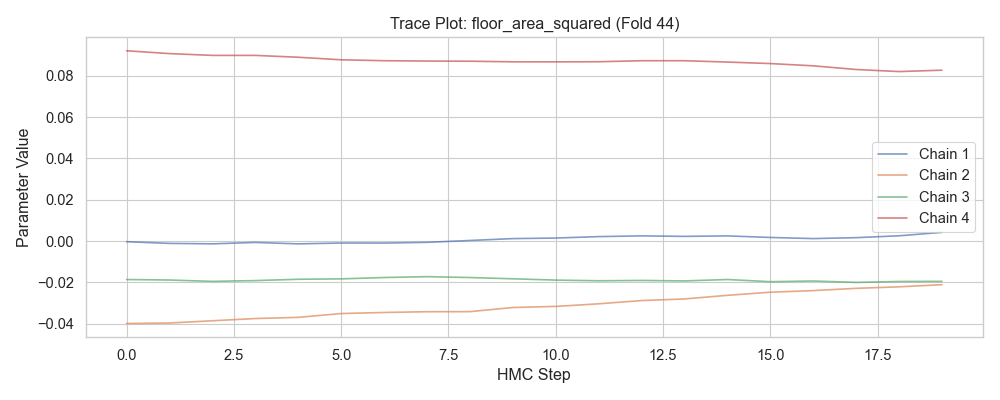 Trace Plot: floor_area_squared (Fold 44)
Parameter Value
0.08
0.06
0.04
0.02
0.00
−0.02
−0.04
Chain 1
Chain 2
Chain 3
Chain 4
0.0 2.5 5.0 7.5 10.0 12.5 15.0 17.5
HMC Step